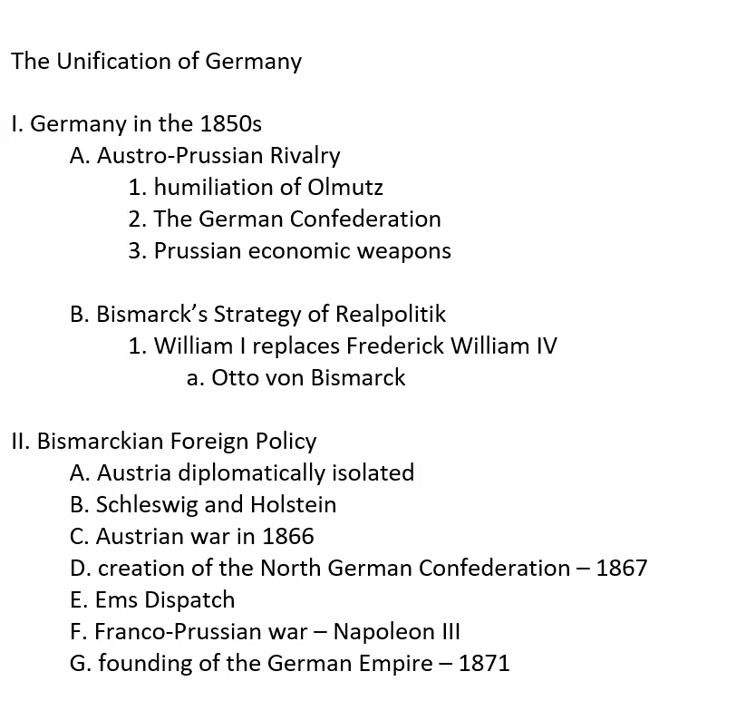 The Unification of Germany
I. Germany in the 1850s
A. Austro-Prussian Rivalry
1. humiliation of Olmutz
2. The German Confederation
3. Prussian economic weapons
B. Bismarck’s Strategy of Realpolitik
1. William I replaces Frederick William IV
a. Otto von Bismarck
II. Bismarckian Foreign Policy
A. Austria diplomatically isolated
B. Schleswig and Holstein
C. Austrian war in 1866
D. creation of the North German Confederation – 1867
E. Ems Dispatch
F. Franco-Prussian war – Napoleon III
G. founding of the German Empire – 1871